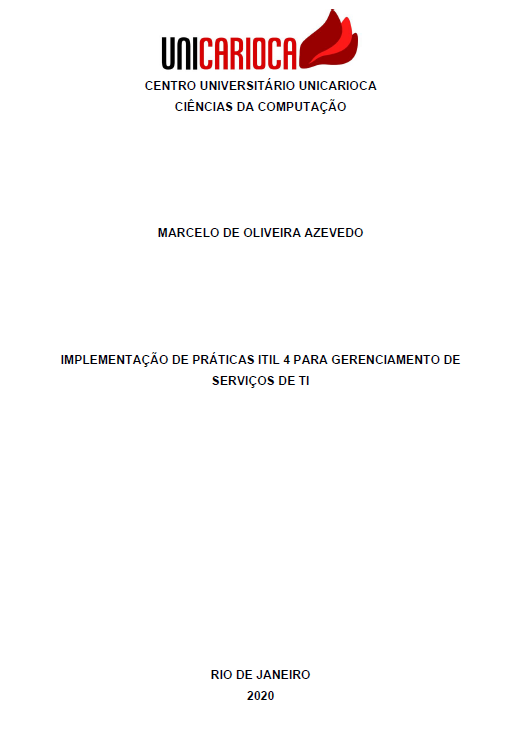 UNICARIOCA
CENTRO UNIVERSITÁRIO UNICARIOCA
CIÊNCIAS DA COMPUTAÇÃO
MARCELO DE OLIVEIRA AZEVEDO
IMPLEMENTAÇÃO DE PRÁTICAS ITIL 4 PARA GERENCIAMENTO DE
SERVIÇOS DE TI
RIO DE JANEIRO
2020